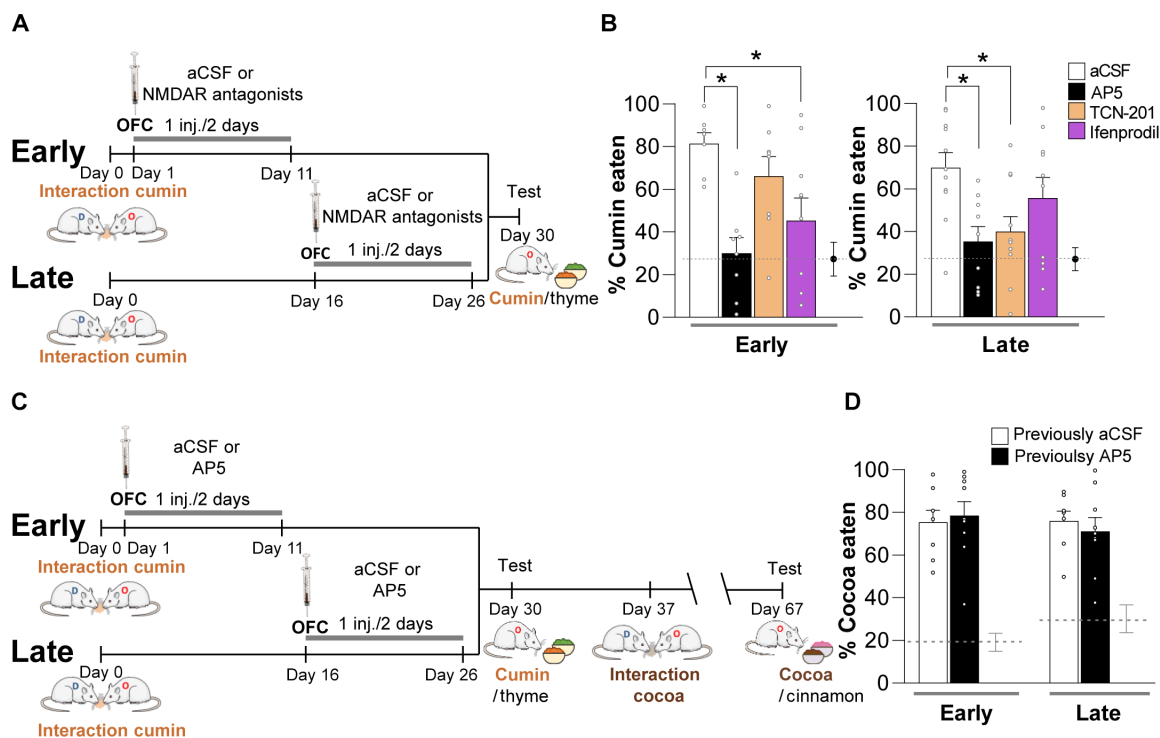 A
aCSF or
NMDAR antagonists
OFC 1 inj./2 days
Early
Day 0 Day 1 Day 11
Interaction cumin
D O
aCSF or
NMDAR antagonists
OFC 1 inj./2 days
Test
Day 30
O
Cumin/thyme
Late
Day 0 Day 16 Day 26
D O
Interaction cumin
B
aCSF
AP5
TCN-201
Ifenprodil
% Cumin eaten
100
80
60
40
20
0
* *
Early
% Cumin eaten
100
80
60
40
20
0
* *
Late
C
aCSF or
AP5
OFC 1 inj./2 days
Early
Day 0 Day 1 Day 11
Interaction cumin
D O
aCSF or
AP5
OFC 1 inj./2 days
Late
Day 0 Day 16 Day 26
D O
Interaction cumin
Test Test
Day 30 Day 37 Day 67
O D O O
Cumin Interaction Cocoa
/thyme cocoa /cinnamon
D
Previously aCSF
Previoulsy AP5
% Cocoa eaten
100
80
60
40
20
0
Early Late